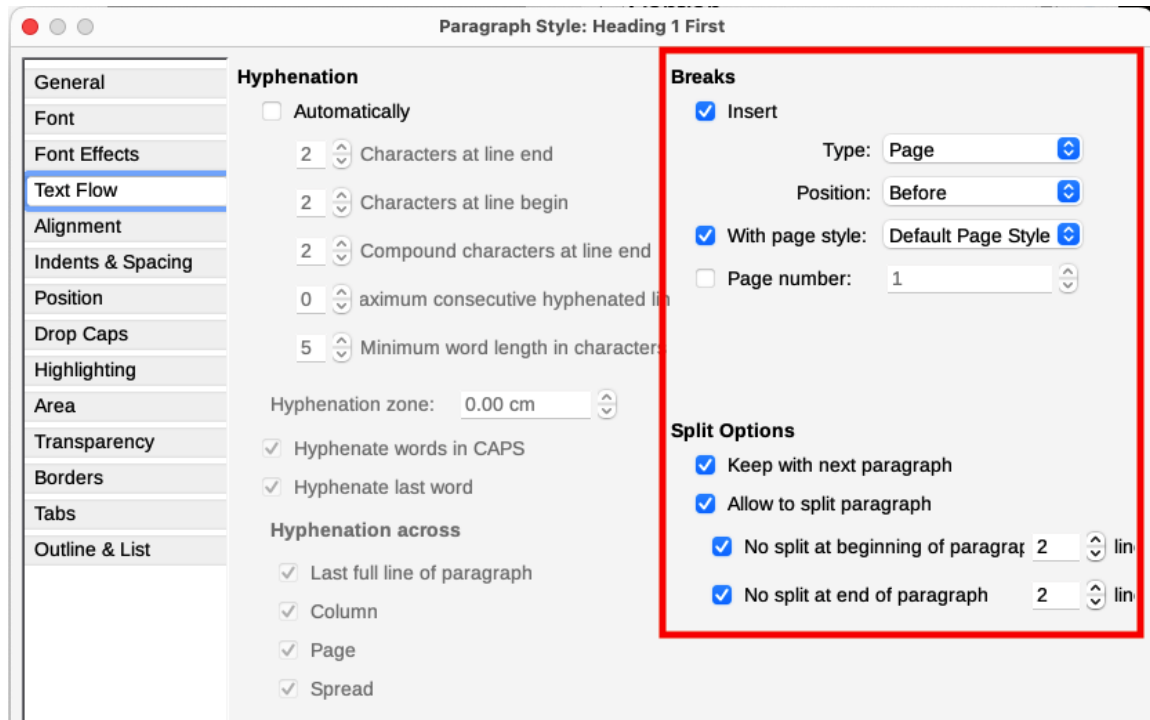 Paragraph Style: Heading 1 First
General
Font
Font Effects
Text Flow
Alignment
Indents & Spacing
Position
Drop Caps
Highlighting
Area
Transparency
Borders
Tabs
Outline & List
Hyphenation
Automatically
2 Characters at line end
2 Characters at line begin
2 Compound characters at line end
0 aximum consecutive hyphenated lin
5 Minimum word length in characters
Hyphenation zone: 0.00 cm
Hyphenate words in CAPS
Hyphenate last word
Hyphenation across
Last full line of paragraph
Column
Page
Spread
Breaks
Insert
Type: Page
Position: Before
With page style: Default Page Style
Page number: 1
Split Options
Keep with next paragraph
Allow to split paragraph
No split at beginning of paragrap 2 lin
No split at end of paragraph 2 lin